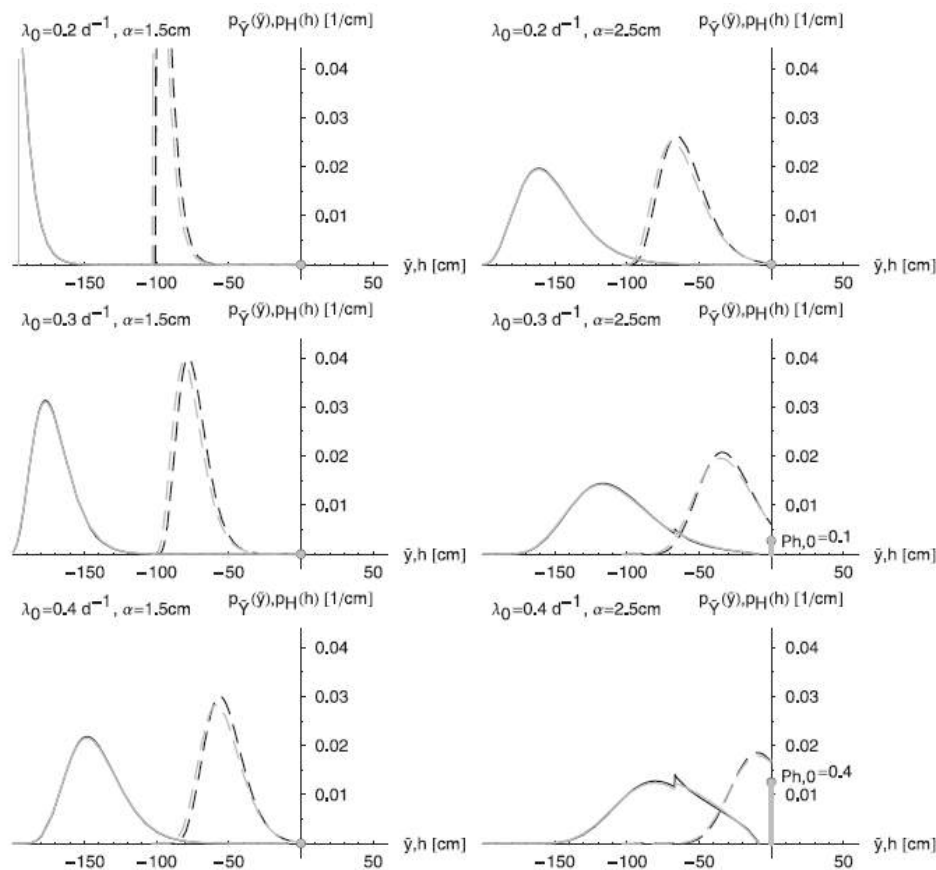 λ0=0.2 d⁻¹ , α=1.5cm
pȲ(ȳ),pH(h) [1/cm]
0.04
0.03
0.02
0.01
ȳ,h [cm]
−150 −100 −50 50
λ0=0.2 d⁻¹ , α=2.5cm
pȲ(ȳ),pH(h) [1/cm]
0.04
0.03
0.02
0.01
ȳ,h [cm]
−150 −100 −50 50
λ0=0.3 d⁻¹ , α=1.5cm
pȲ(ȳ),pH(h) [1/cm]
0.04
0.03
0.02
0.01
ȳ,h [cm]
−150 −100 −50 50
λ0=0.3 d⁻¹ , α=2.5cm
pȲ(ȳ),pH(h) [1/cm]
0.04
0.03
0.02
0.01
Ph,0=0.1
ȳ,h [cm]
−150 −100 −50 50
λ0=0.4 d⁻¹ , α=1.5cm
pȲ(ȳ),pH(h) [1/cm]
0.04
0.03
0.02
0.01
ȳ,h [cm]
−150 −100 −50 50
λ0=0.4 d⁻¹ , α=2.5cm
pȲ(ȳ),pH(h) [1/cm]
0.04
0.03
0.02
Ph,0=0.4
0.01
ȳ,h [cm]
−150 −100 −50 50